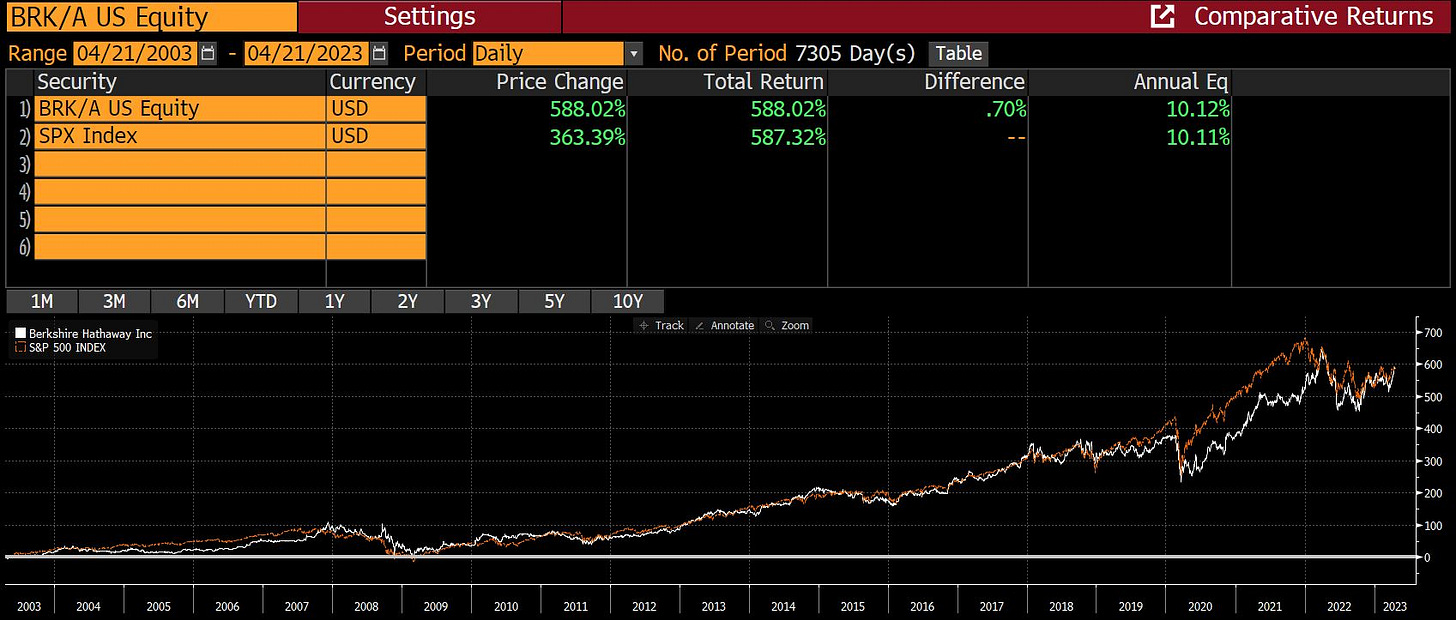 BRK/A US Equity Settings Comparative Returns
Range 04/21/2003 - 04/21/2023 Period Daily No. of Period 7305 Day(s) Table
Security Currency Price Change Total Return Difference Annual Eq
1) BRK/A US Equity USD 588.02% 588.02% .70% 10.12%
2) SPX Index USD 363.39% 587.32% -- 10.11%
3)
4)
5)
6)
1M 3M 6M YTD 1Y 2Y 3Y 5Y 10Y
Track Annotate Zoom
Berkshire Hathaway Inc
S&P 500 INDEX
700
600
500
400
300
200
100
0
2003 2004 2005 2006 2007 2008 2009 2010 2011 2012 2013 2014 2015 2016 2017 2018 2019 2020 2021 2022 2023